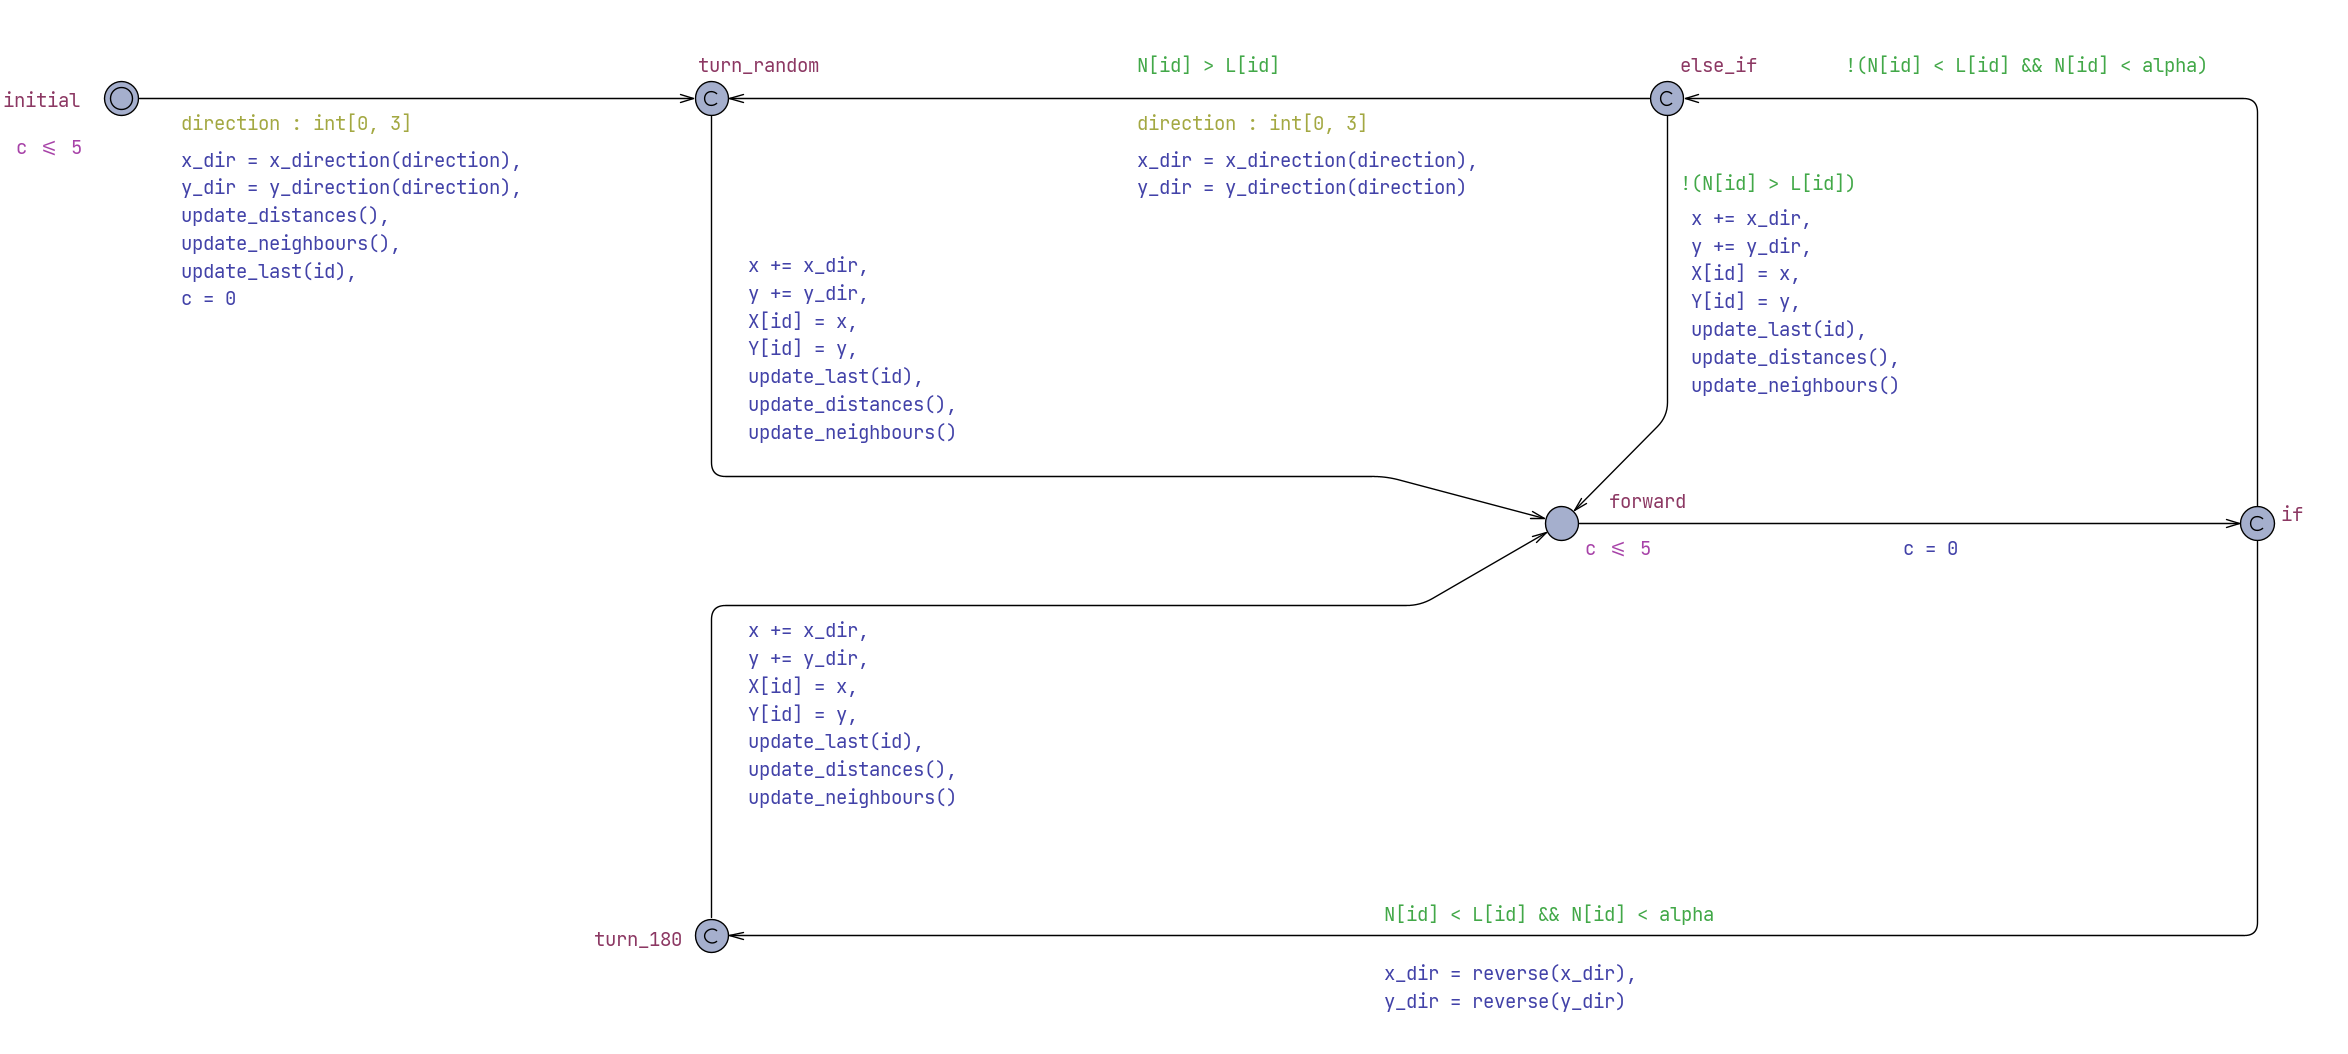 initial
c ≤ 5
direction : int[0, 3]
x_dir = x_direction(direction),
y_dir = y_direction(direction),
update_distances(),
update_neighbours(),
update_last(id),
c = 0
turn_random
C
x += x_dir,
y += y_dir,
X[id] = x,
Y[id] = y,
update_last(id),
update_distances(),
update_neighbours()
N[id] > L[id]
direction : int[0, 3]
x_dir = x_direction(direction),
y_dir = y_direction(direction)
else_if
C
!(N[id] < L[id] && N[id] < alpha)
!(N[id] > L[id])
x += x_dir,
y += y_dir,
X[id] = x,
Y[id] = y,
update_last(id),
update_distances(),
update_neighbours()
forward
c ≤ 5
c = 0
C
if
x += x_dir,
y += y_dir,
X[id] = x,
Y[id] = y,
update_last(id),
update_distances(),
update_neighbours()
turn_180
C
N[id] < L[id] && N[id] < alpha
x_dir = reverse(x_dir),
y_dir = reverse(y_dir)